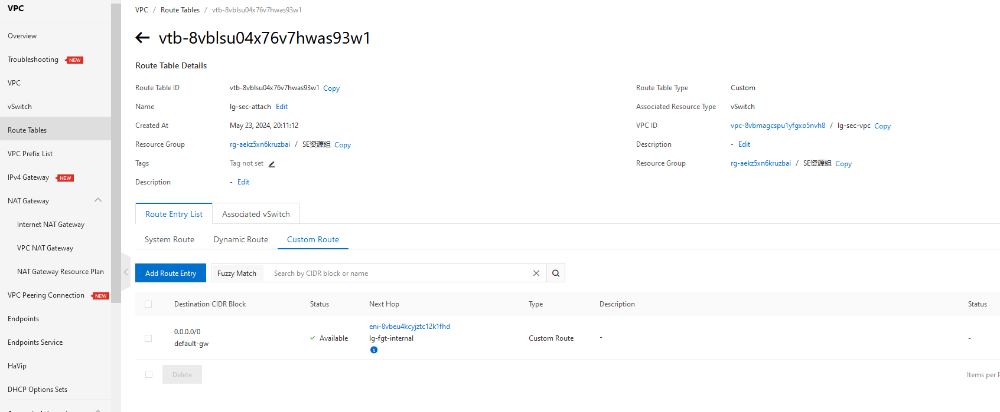 VPC
Overview
Troubleshooting NEW
VPC
vSwitch
Route Tables
VPC Prefix List
IPv4 Gateway NEW
NAT Gateway
Internet NAT Gateway
VPC NAT Gateway
NAT Gateway Resource Plan
VPC Peering Connection NEW
Endpoints
Endpoints Service
HaVip
DHCP Options Sets
VPC / Route Tables / vtb-8vblsu04x76v7hwas93w1
vtb-8vblsu04x76v7hwas93w1
Route Table Details
Route Table ID vtb-8vblsu04x76v7hwas93w1 Copy
Route Table Type Custom
Name lg-sec-attach Edit
Associated Resource Type vSwitch
Created At May 23, 2024, 20:11:12
VPC ID vpc-8vbmagcspu1yfgxo5nvh8 / lg-sec-vpc Copy
Resource Group rg-aekz5xn6kruzbai / SE资源组 Copy
Description - Edit
Tags Tag not set
Resource Group rg-aekz5xn6kruzbai / SE资源组 Copy
Description - Edit
Route Entry List Associated vSwitch
System Route Dynamic Route Custom Route
Add Route Entry Fuzzy Match Search by CIDR block or name
Destination CIDR Block Status Next Hop Type Description Status
0.0.0.0/0 default-gw Available eni-8vbeu4kcyjztc12k1fhd lg-fgt-internal Custom Route - -
Delete Items per